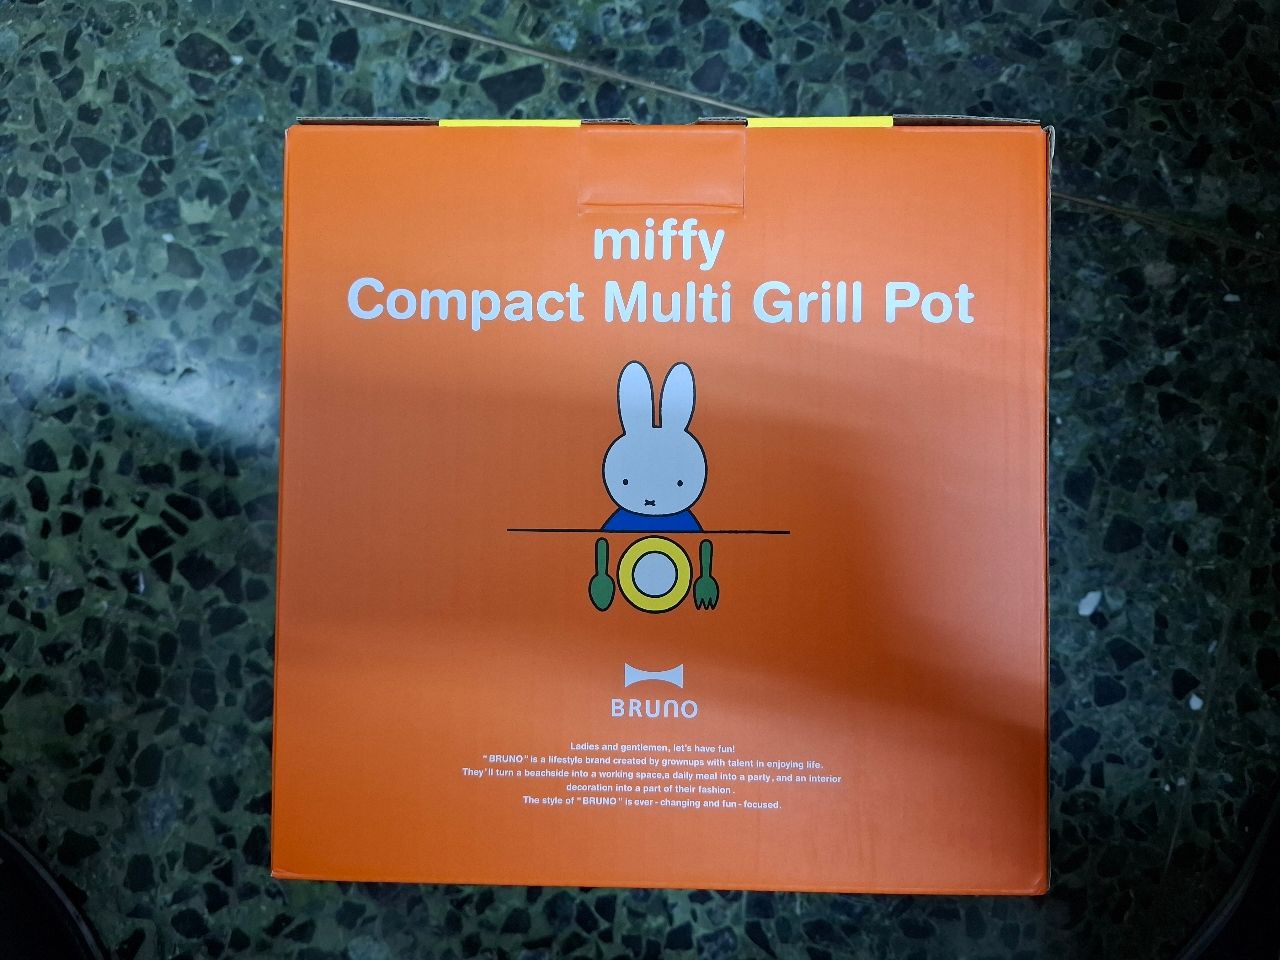 miffy
Compact Multi Grill Pot
BRUNO
Ladies and gentlemen, let's have fun!
"BRUNO" is a lifestyle brand created by grownups with talent in enjoying life.
They'll turn a beachside into a working space,a daily meal into a party, and an interior
decoration into a part of their fashion.
The style of "BRUNO" is ever-changing and fun-focused.